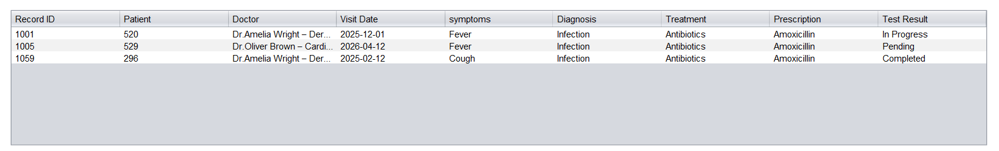 Record ID Patient Doctor Visit Date symptoms Diagnosis Treatment Prescription Test Result
1001 520 Dr.Amelia Wright – Der... 2025-12-01 Fever Infection Antibiotics Amoxicillin In Progress
1005 529 Dr.Oliver Brown – Cardi... 2026-04-12 Fever Infection Antibiotics Amoxicillin Pending
1059 296 Dr.Amelia Wright – Der... 2025-02-12 Cough Infection Antibiotics Amoxicillin Completed